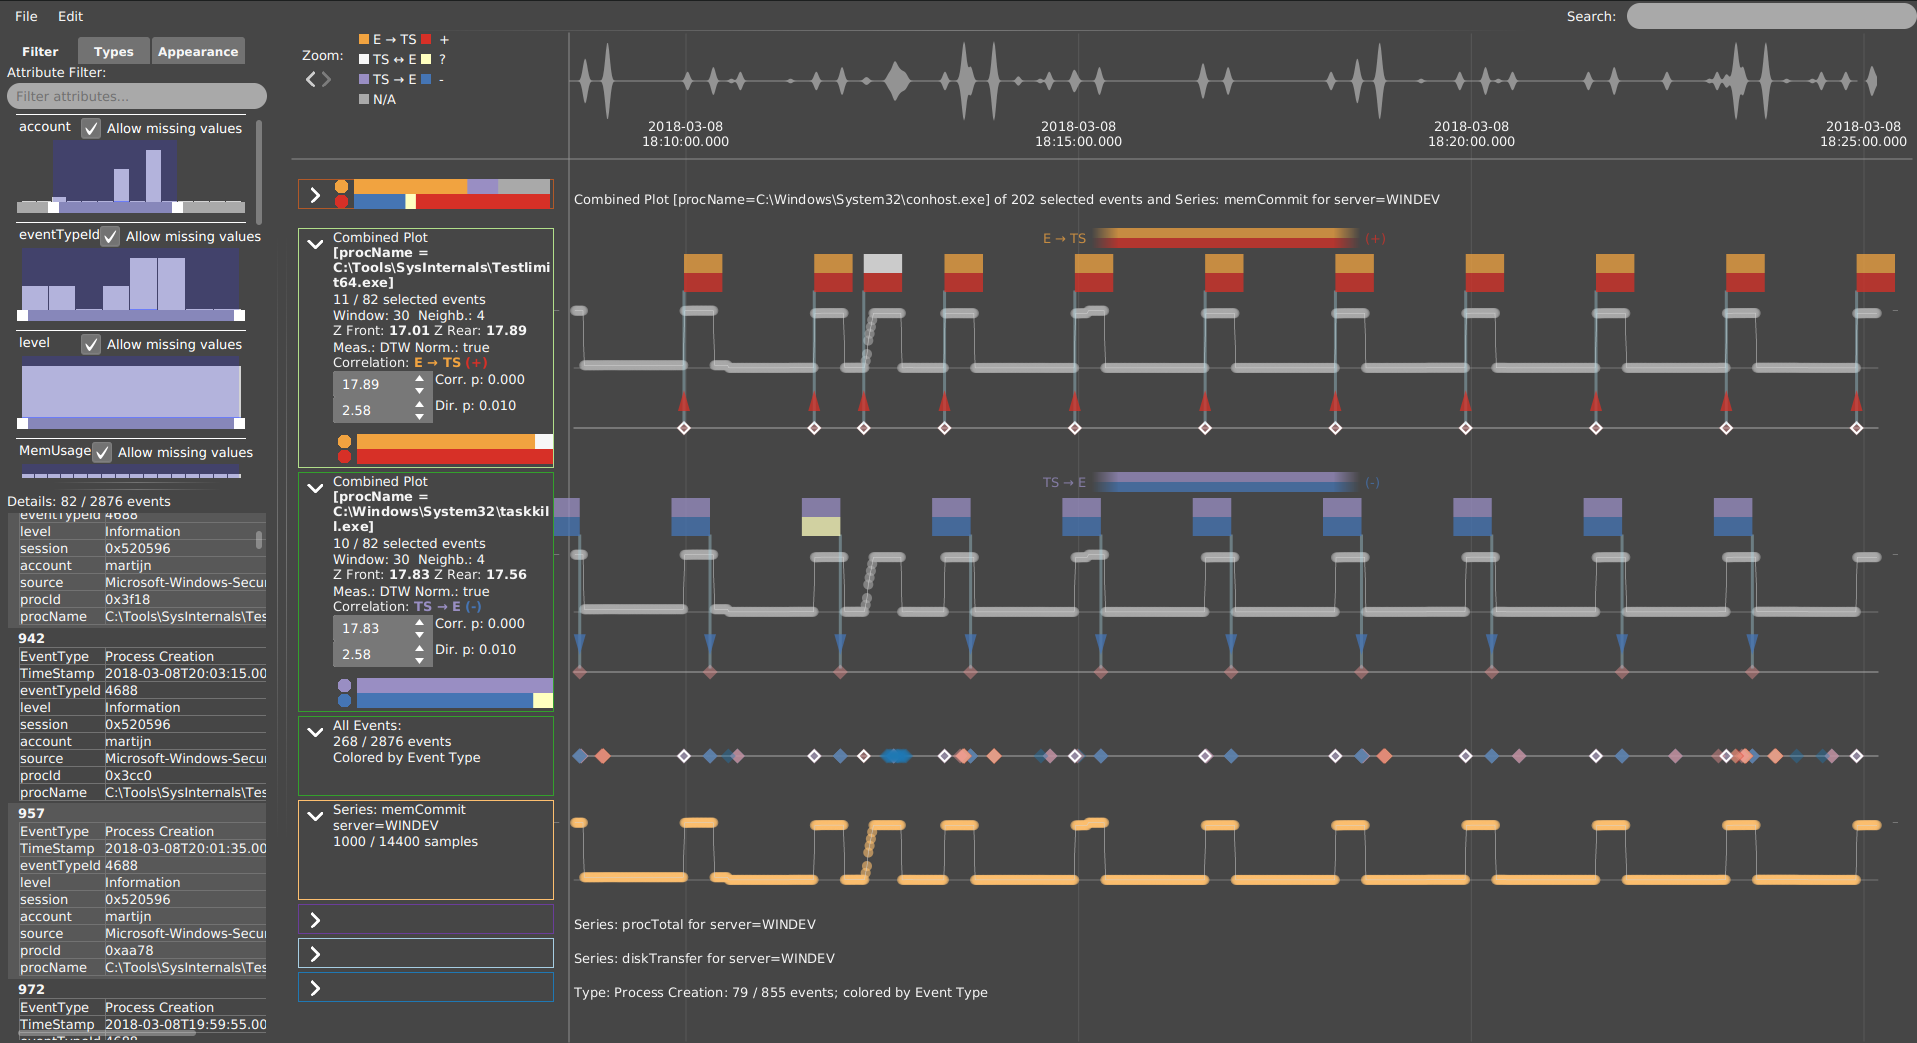 File Edit
Search:
Filter Types Appearance
Attribute Filter:
Filter attributes...
account Allow missing values
eventTypeId Allow missing values
level Allow missing values
MemUsage Allow missing values
Details: 82 / 2876 events
eventTypeId 4688
level Information
session 0x520596
account martijn
source Microsoft-Windows-Secur
procId 0x3f18
procName C:\Tools\SysInternals\Tes
942
EventType Process Creation
TimeStamp 2018-03-08T20:03:15.00
eventTypeId 4688
level Information
session 0x520596
account martijn
source Microsoft-Windows-Secur
procId 0x3cc0
procName C:\Tools\SysInternals\Tes
957
EventType Process Creation
TimeStamp 2018-03-08T20:01:35.00
eventTypeId 4688
level Information
session 0x520596
account martijn
source Microsoft-Windows-Secur
procId 0xaa78
procName C:\Tools\SysInternals\Tes
972
EventType Process Creation
TimeStamp 2018-03-08T19:59:55.00
eventTypeId 4688
Zoom:
E → TS +
TS ↔ E ?
TS → E -
N/A
2018-03-08
18:10:00.000
2018-03-08
18:15:00.000
2018-03-08
18:20:00.000
2018-03-08
18:25:00.000
Combined Plot [procName=C:\Windows\System32\conhost.exe] of 202 selected events and Series: memCommit for server=WINDEV
Combined Plot
[procName =
C:\Tools\SysInternals\Testlimi
t64.exe]
11 / 82 selected events
Window: 30 Neighb.: 4
Z Front: 17.01 Z Rear: 17.89
Meas.: DTW Norm.: true
Correlation: E → TS (+)
17.89 Corr. p: 0.000
2.58 Dir. p: 0.010
E → TS (+)
Combined Plot
[procName =
C:\Windows\System32\taskkil
l.exe]
10 / 82 selected events
Window: 30 Neighb.: 4
Z Front: 17.83 Z Rear: 17.56
Meas.: DTW Norm.: true
Correlation: TS → E (-)
17.83 Corr. p: 0.000
2.58 Dir. p: 0.010
TS → E (-)
All Events:
268 / 2876 events
Colored by Event Type
Series: memCommit
server=WINDEV
1000 / 14400 samples
Series: procTotal for server=WINDEV
Series: diskTransfer for server=WINDEV
Type: Process Creation: 79 / 855 events; colored by Event Type